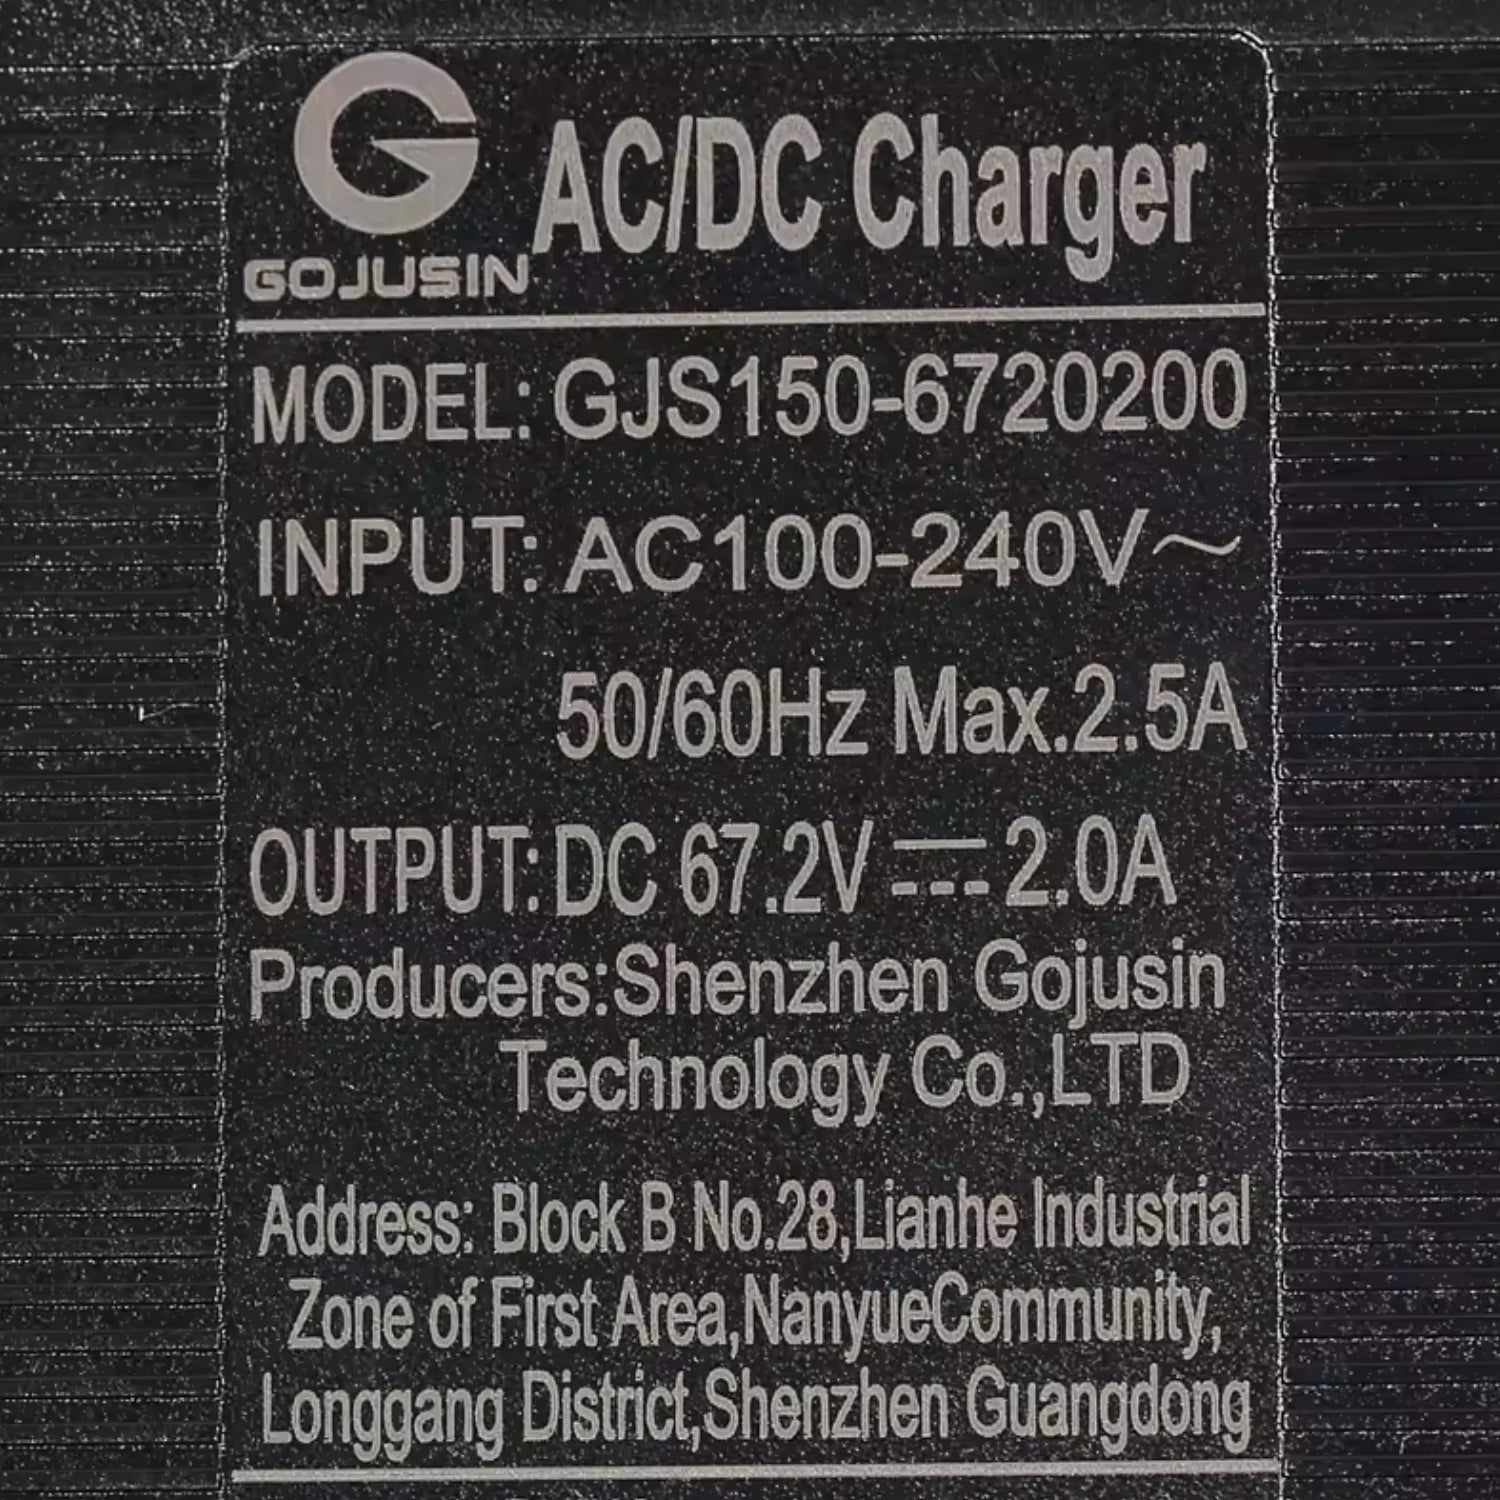 AC/DC Charger
GOJUSIN
MODEL: GJS150-6720200
INPUT: AC100-240V～
50/60Hz Max.2.5A
OUTPUT: DC 67.2V ⎓ 2.0A
Producers:Shenzhen Gojusin
Technology Co.,LTD
Address: Block B No.28,Lianhe Industrial
Zone of First Area,NanyueCommunity,
Longgang District,Shenzhen Guangdong